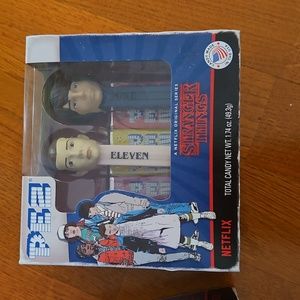 ELEVEN
A NETFLIX ORIGINAL SERIES
STRANGER
THINGS
TOTAL CANDY NET WT. 1.74 oz. (49.3g)
PEZ
NETFLIX